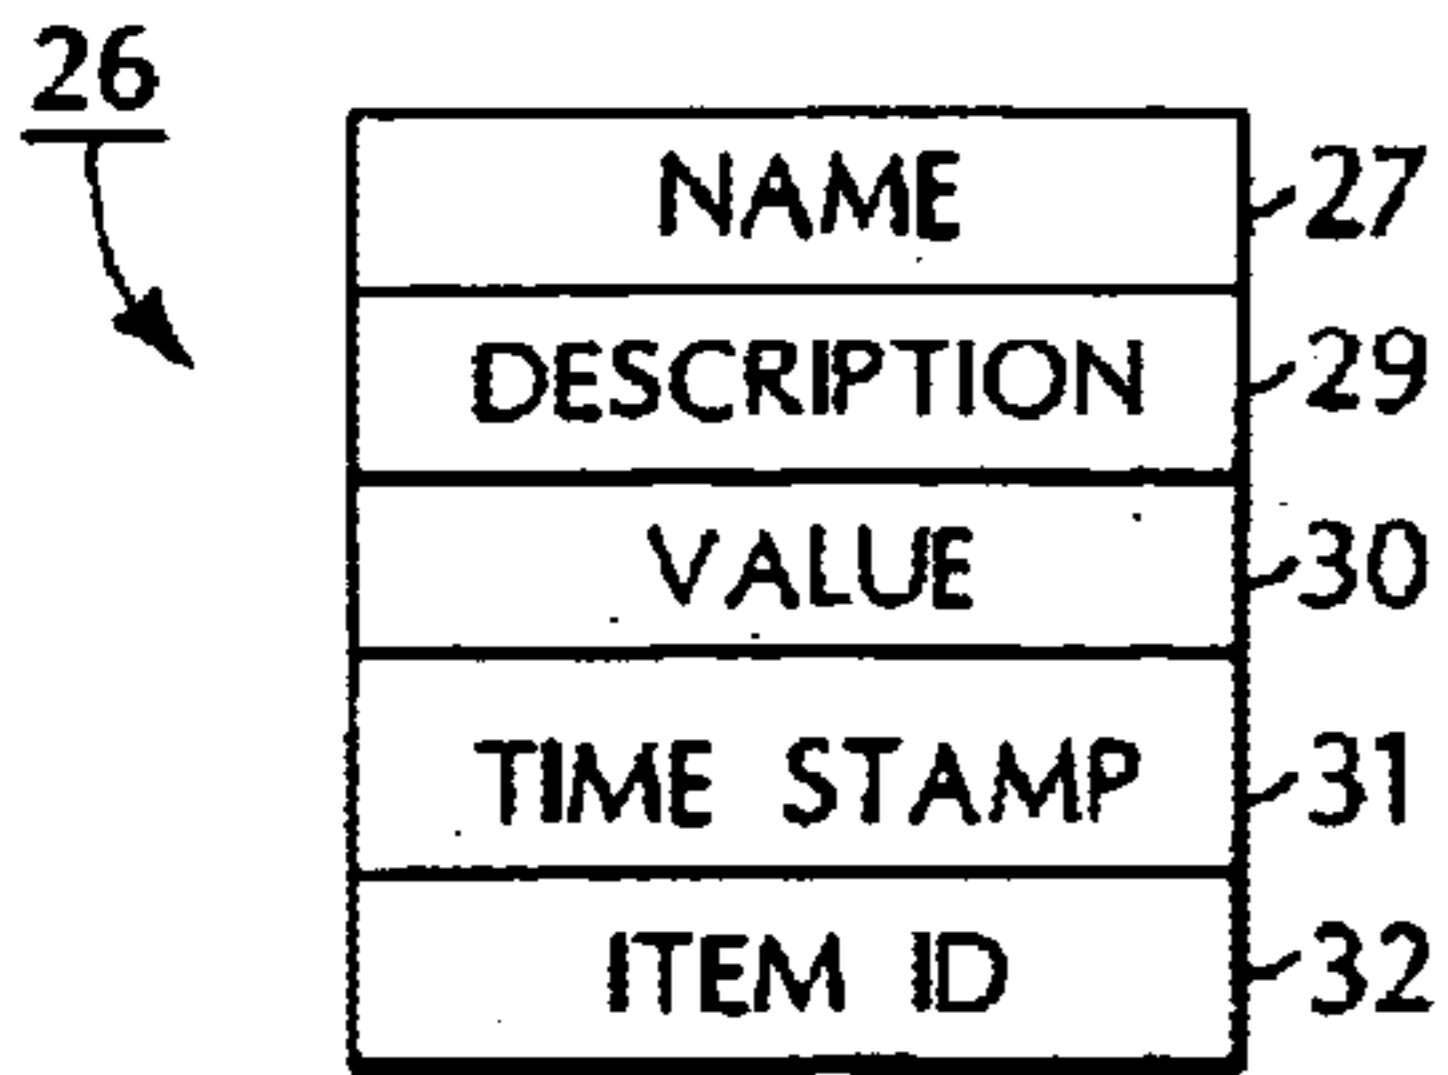 26
NAME 27
DESCRIPTION 29
VALUE 30
TIME STAMP 31
ITEM ID 32